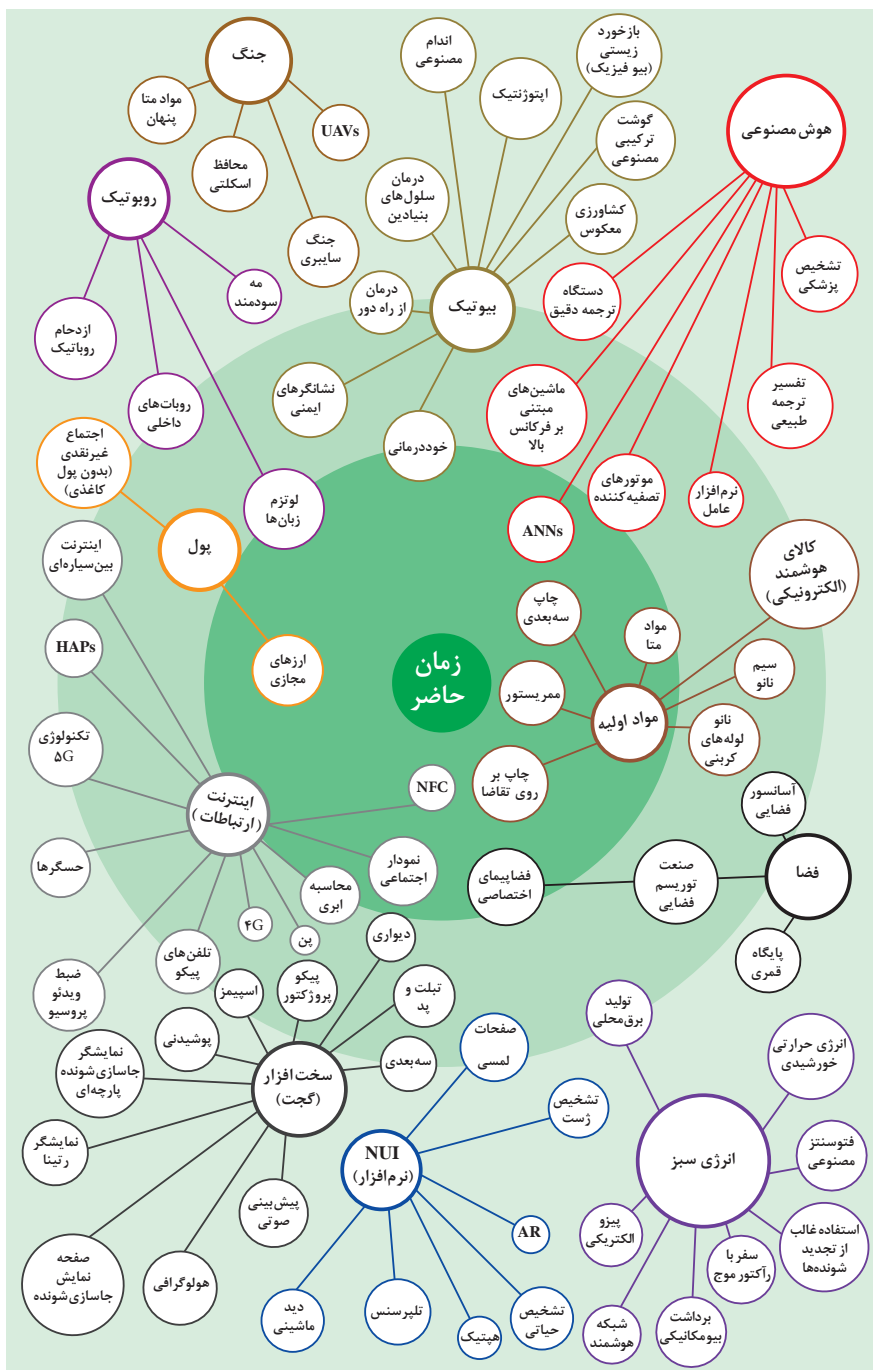 جنگ
مواد متا
پنهان
محافظ
اسکلتی
جنگ
سایبری
UAVs
روبوتیک
ازدحام
روباتیک
روبات‌های
داخلی
لوتزم
زبان‌ها
مه
سودمند
بیوتیک
اندام
مصنوعی
اپتوژنتیک
بازخورد
زیستی
(بیو فیزیک)
گوشت
ترکیبی
مصنوعی
کشاورزی
معکوس
درمان
سلول‌های
بنیادین
درمان
از راه دور
نشانگرهای
ایمنی
خوددرمانی
هوش مصنوعی
تشخیص
پزشکی
تفسیر
ترجمه
طبیعی
نرم‌افزار
عامل
موتورهای
تصفیه‌کننده
ANNs
ماشین‌های
مبتنی
بر فرکانس
بالا
دستگاه
ترجمه دقیق
پول
اجتماع
غیرنقدی
(بدون پول
کاغذی)
ارزهای
مجازی
زمان
حاضر
مواد اولیه
چاپ
سه‌بعدی
مواد
متا
کالای
هوشمند
(الکترونیکی)
سیم
نانو
نانو
لوله‌های
کربنی
ممریستور
چاپ بر
روی تقاضا
اینترنت
(ارتباطات)
اینترنت
بین‌سیاره‌ای
HAPs
تکنولوژی
۵G
حسگرها
ضبط
ویدئو
پروسیو
تلفن‌های
پیکو
۴G
پن
محاسبه
ابری
نمودار
اجتماعی
NFC
فضا
آسانسور
فضایی
صنعت
توریسم
فضایی
فضاپیمای
اختصاصی
پایگاه
قمری
سخت‌افزار
(گجت)
دیواری
پیکو
پروژکتور
اسپیمز
تبلت و
پد
سه‌بعدی
پوشیدنی
نمایشگر
جاسازی‌شونده
پارچه‌ای
نمایشگر
رتینا
صفحه
نمایش
جاسازی‌شونده
هولوگرافی
پیش‌بینی
صوتی
NUI
(نرم‌افزار)
صفحات
لمسی
تشخیص
ژست
AR
تشخیص
حیاتی
هپتیک
تلپرسنس
دید
ماشینی
انرژی سبز
تولید
برق‌محلی
انرژی حرارتی
خورشیدی
فتوسنتز
مصنوعی
استفاده غالب
از تجدید
شونده‌ها
سفر با
رآکتور موج
برداشت
بیومکانیکی
شبکه
هوشمند
پیزو
الکتریکی